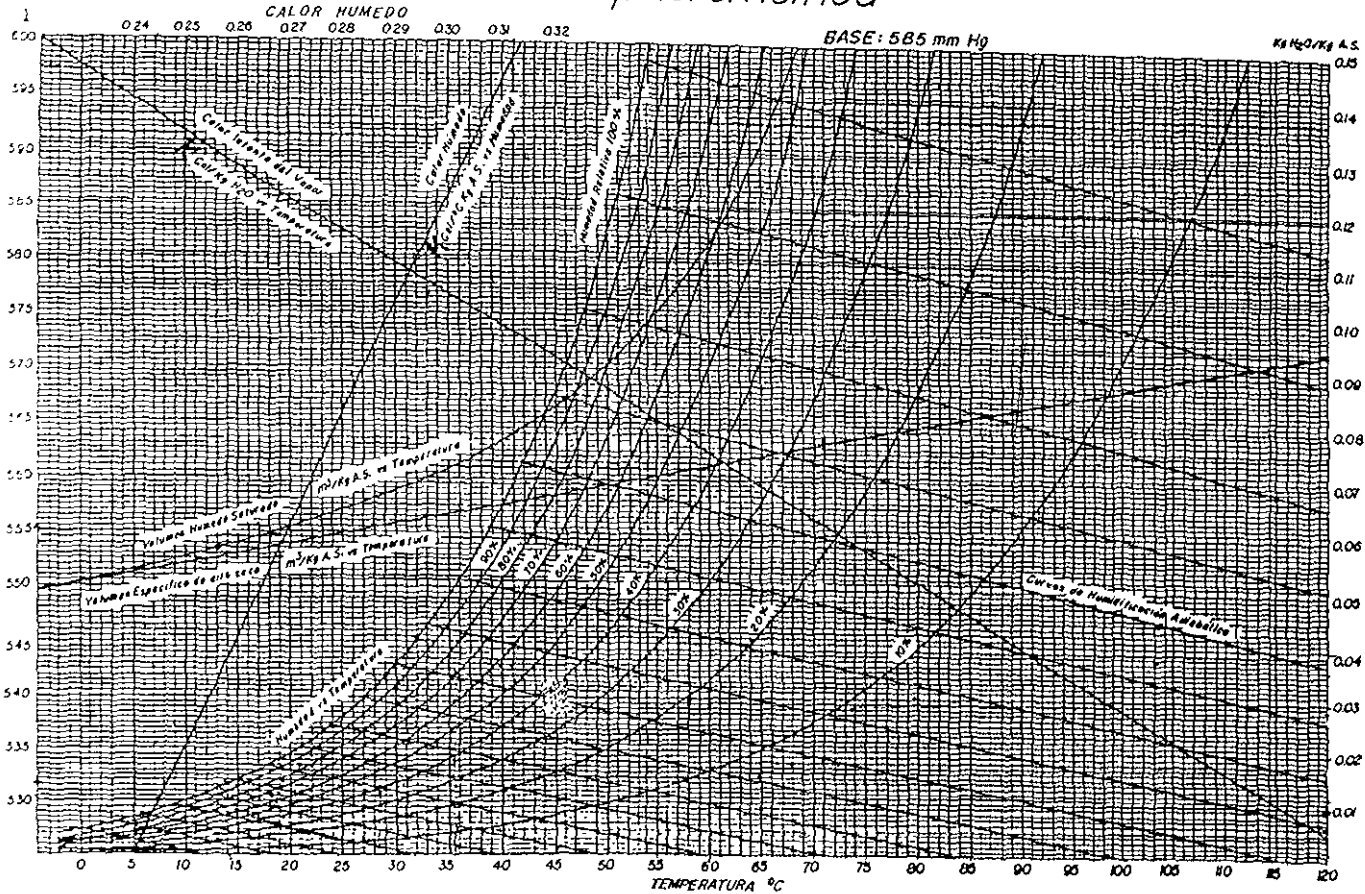 CALOR HUMEDO
0.24 0.25 0.26 0.27 0.28 0.29 0.30 0.31 0.32
BASE: 585 mm Hg
Kg H2O/Kg A.S.
600
595
590
585
580
575
570
565
560
555
550
545
540
535
530
Calor Latente del Vapor
Cal/Kg H2O vs Temperatura
Calor Humedo
Cal/°C Kg A.S. vs Humedad
Humedad Relativa 100%
Volumen Humedo Saturado m³/Kg A.S. vs Temperatura
Volumen Especifico de aire seco m³/Kg A.S. vs Temperatura
Humedad vs Temperatura
90%
80%
70%
60%
50%
40%
30%
20%
10%
Curvas de Humidificación Adiabática
0.15
0.14
0.13
0.12
0.11
0.10
0.09
0.08
0.07
0.06
0.05
0.04
0.03
0.02
0.01
0 5 10 15 20 25 30 35 40 45 50 55 60 65 70 75 80 85 90 95 100 105 110 115 120
TEMPERATURA °C